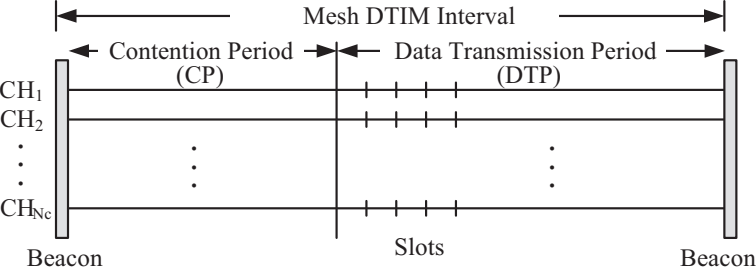 Mesh DTIM Interval
Contention Period
(CP)
Data Transmission Period
(DTP)
CH1
CH2
CHNc
Slots
Beacon
Beacon